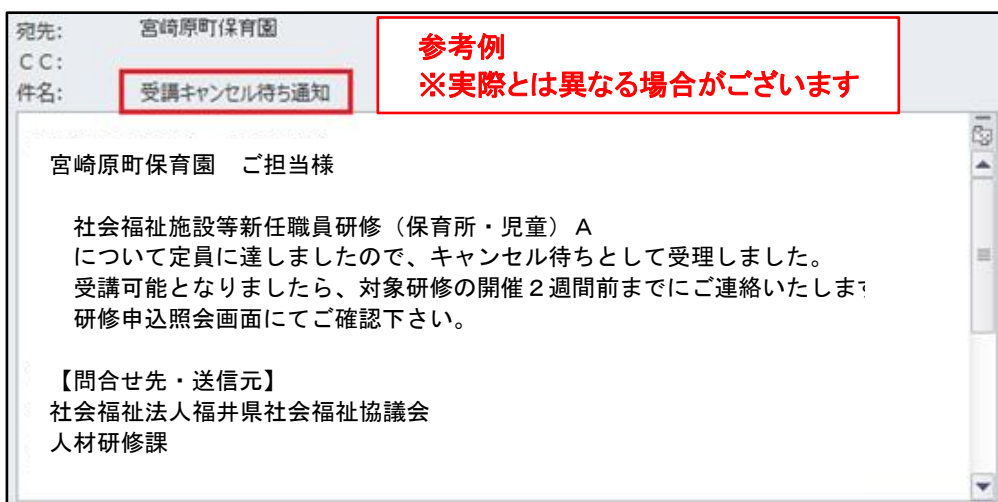 宛先: 宮崎原町保育園
参考例
CC:
※実際とは異なる場合がございます
件名: 受講キャンセル待ち通知
宮崎原町保育園　ご担当様
社会福祉施設等新任職員研修（保育所・児童）Ａ
について定員に達しましたので、キャンセル待ちとして受理しました。
受講可能となりましたら、対象研修の開催２週間前までにご連絡いたします
研修申込照会画面にてご確認下さい。
【問合せ先・送信元】
社会福祉法人福井県社会福祉協議会
人材研修課